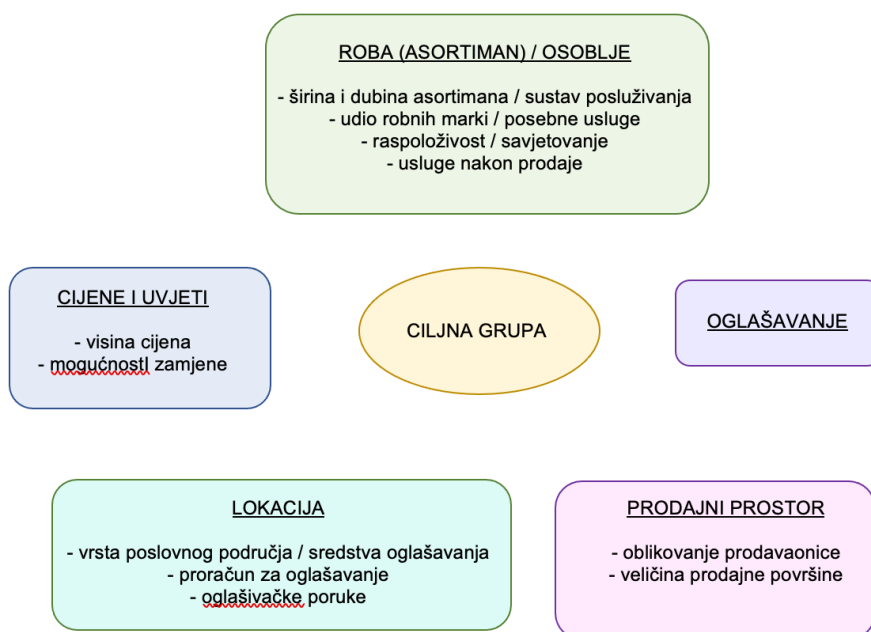 ROBA (ASORTIMAN) / OSOBLJE
- širina i dubina asortimana / sustav posluživanja
- udio robnih marki / posebne usluge
- raspoloživost / savjetovanje
- usluge nakon prodaje
CIJENE I UVJETI
- visina cijena
- mogućnostI zamjene
CILJNA GRUPA
OGLAŠAVANJE
LOKACIJA
- vrsta poslovnog područja / sredstva oglašavanja
- proračun za oglašavanje
- oglašivačke poruke
PRODAJNI PROSTOR
- oblikovanje prodavaonice
- veličina prodajne površine